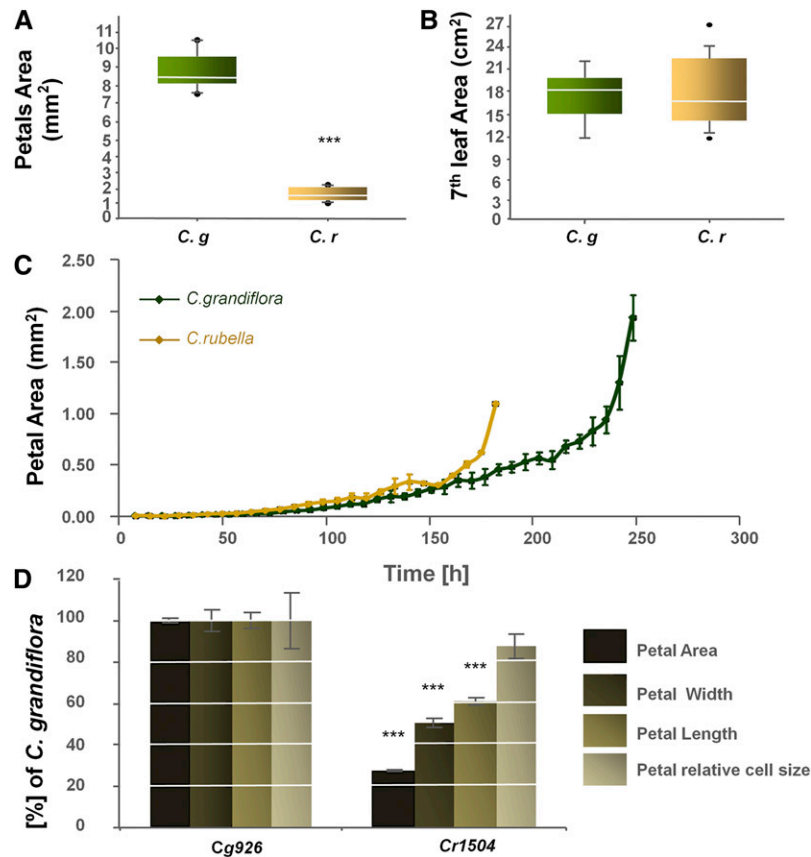 A
Petals Area
(mm²)
11
10
9
8
7
6
5
4
3
2
1
0
***
C. g
C. r
B
7th leaf Area (cm²)
27
24
21
18
15
12
9
6
3
0
C. g
C. r
C
Petal Area (mm²)
2.50
2.00
1.50
1.00
0.50
0.00
C.grandiflora
C.rubella
0
50
100
150
200
250
300
Time [h]
D
[%] of C. grandiflora
120
100
80
60
40
20
0
***
***
***
Cg926
Cr1504
Petal Area
Petal Width
Petal Length
Petal relative cell size